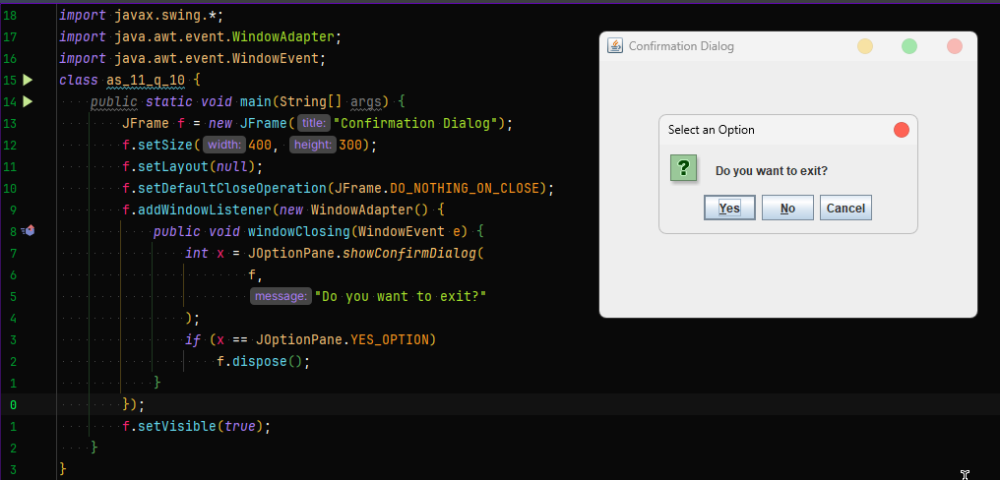 18 import javax.swing.*;
17 import java.awt.event.WindowAdapter;
16 import java.awt.event.WindowEvent;
15 class as_11_q_10 {
14 public static void main(String[] args) {
13 JFrame f = new JFrame( title: "Confirmation Dialog");
12 f.setSize( width: 400, height: 300);
11 f.setLayout(null);
10 f.setDefaultCloseOperation(JFrame.DO_NOTHING_ON_CLOSE);
9 f.addWindowListener(new WindowAdapter() {
8 public void windowClosing(WindowEvent e) {
7 int x = JOptionPane.showConfirmDialog(
6 f,
5 message: "Do you want to exit?"
4 );
3 if (x == JOptionPane.YES_OPTION)
2 f.dispose();
1 }
0 });
1 f.setVisible(true);
2 }
3 }
Confirmation Dialog
Select an Option
?
Do you want to exit?
Yes No Cancel